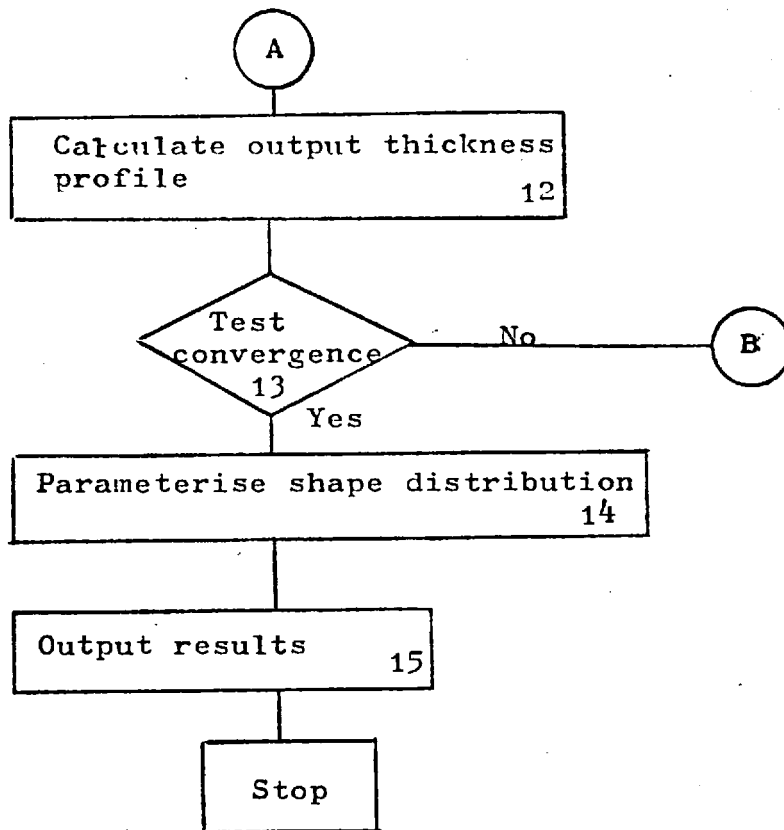 A
Calculate output thickness
profile
12
Test
convergence
13
No
B
Yes
Parameterise shape distribution
14
Output results
15
Stop